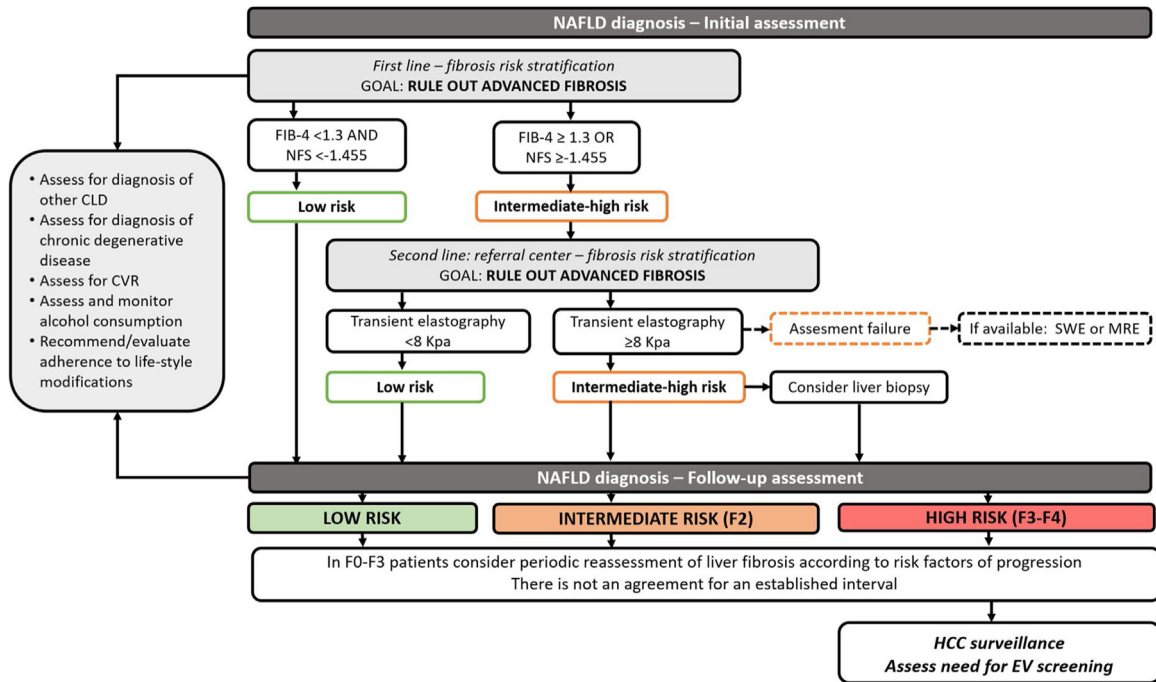 NAFLD diagnosis – Initial assessment
First line – fibrosis risk stratification
GOAL: RULE OUT ADVANCED FIBROSIS
FIB-4 <1.3 AND
NFS <-1.455
FIB-4 ≥ 1.3 OR
NFS ≥-1.455
• Assess for diagnosis of
other CLD
• Assess for diagnosis of
chronic degenerative
disease
• Assess for CVR
• Assess and monitor
alcohol consumption
• Recommend/evaluate
adherence to life-style
modifications
Low risk
Intermediate-high risk
Second line: referral center – fibrosis risk stratification
GOAL: RULE OUT ADVANCED FIBROSIS
Transient elastography
<8 Kpa
Transient elastography
≥8 Kpa
Assesment failure
If available: SWE or MRE
Low risk
Intermediate-high risk
Consider liver biopsy
NAFLD diagnosis – Follow-up assessment
LOW RISK
INTERMEDIATE RISK (F2)
HIGH RISK (F3-F4)
In F0-F3 patients consider periodic reassessment of liver fibrosis according to risk factors of progression
There is not an agreement for an established interval
HCC surveillance
Assess need for EV screening